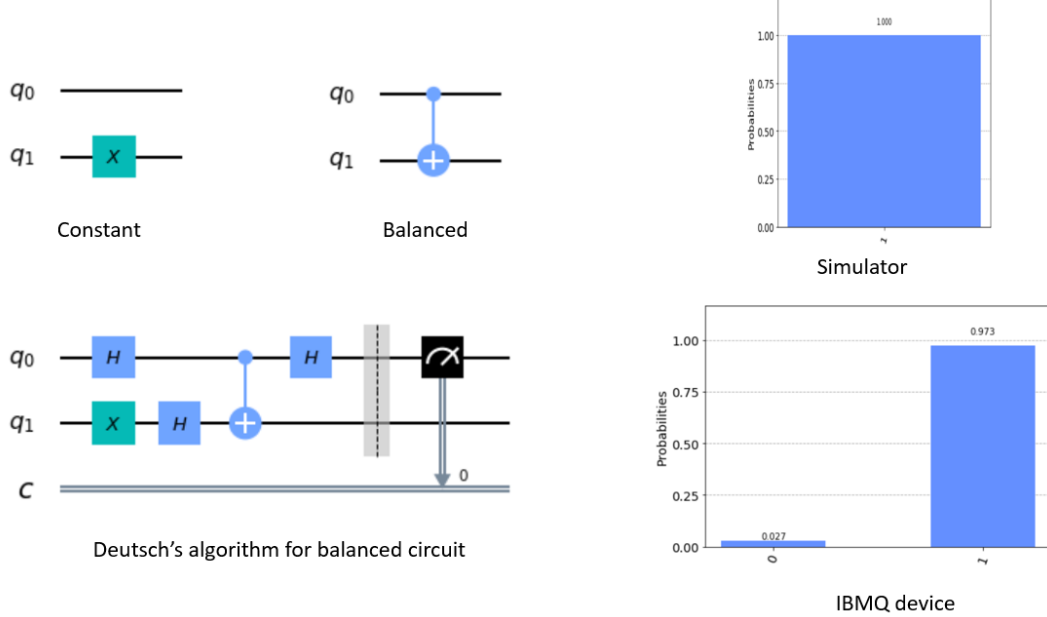 q0
q1
X
Constant
q0
q1
Balanced
1.000
1.00
0.75
0.50
0.25
0.00
Probabilities
1
Simulator
q0
H
H
q1
X
H
C
0
Deutsch's algorithm for balanced circuit
0.973
1.00
0.75
0.50
0.25
0.00
Probabilities
0.027
0
1
IBMQ device